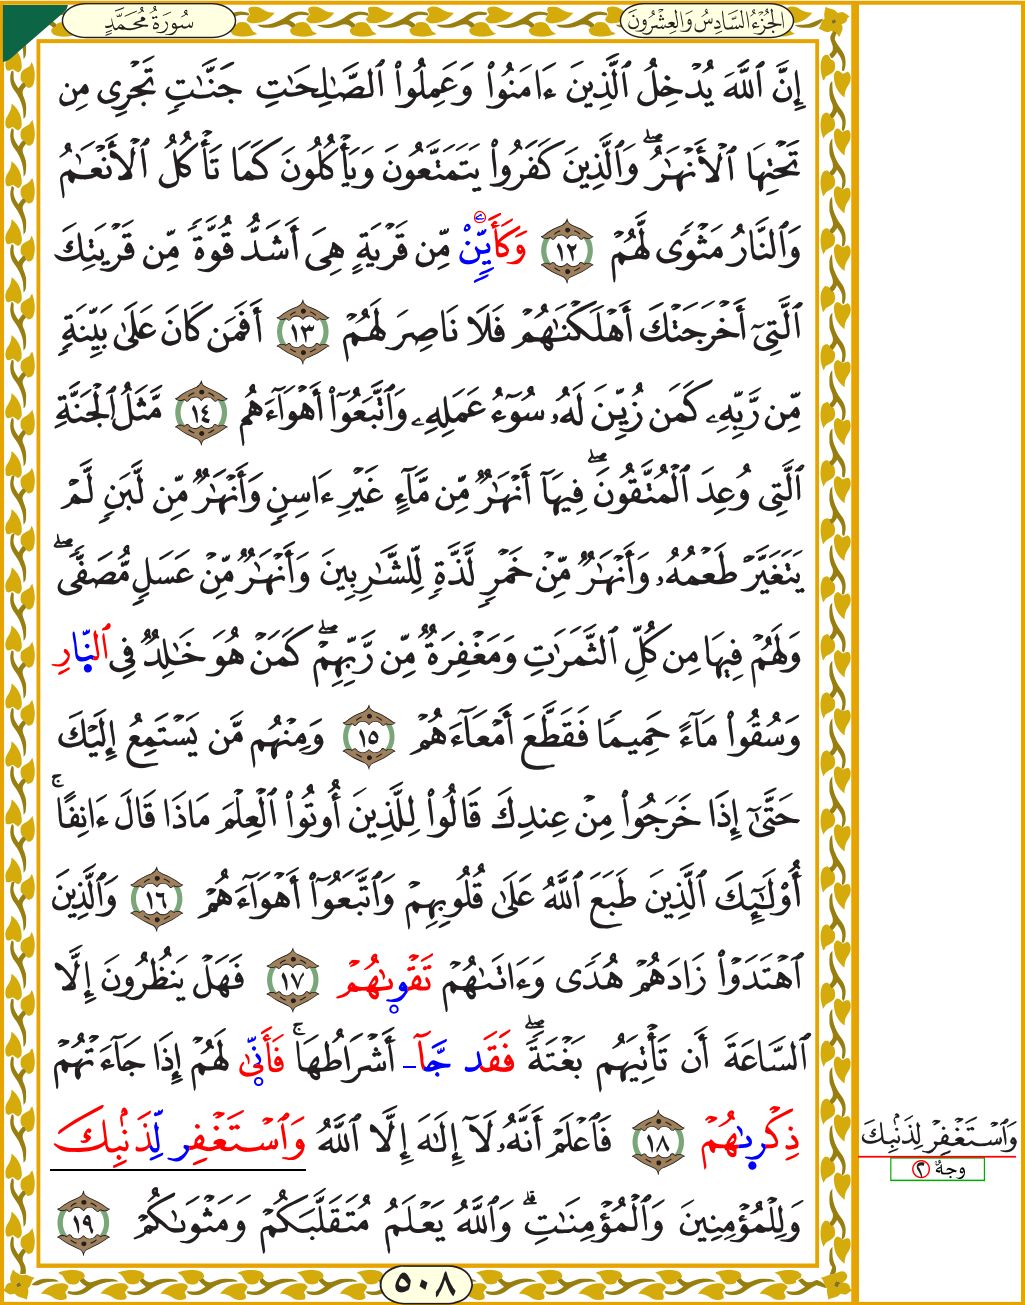 سُورَةُ مُحَمَّدٍ
الجُزْءُ السَّادِسُ وَالعِشْرُونَ
إِنَّ ٱللَّهَ يُدْخِلُ ٱلَّذِينَ ءَامَنُوا۟ وَعَمِلُوا۟ ٱلصَّـٰلِحَـٰتِ جَنَّـٰتٍ تَجْرِى مِن
تَحْتِهَا ٱلْأَنْهَـٰرُ ۖ وَٱلَّذِينَ كَفَرُوا۟ يَتَمَتَّعُونَ وَيَأْكُلُونَ كَمَا تَأْكُلُ ٱلْأَنْعَـٰمُ
وَٱلنَّارُ مَثْوًى لَّهُمْ ١٢ وَكَأَيِّنْ مِّن قَرْيَةٍ هِىَ أَشَدُّ قُوَّةً مِّن قَرْيَتِكَ
ٱلَّتِىٓ أَخْرَجَتْكَ أَهْلَكْنَـٰهُمْ فَلَا نَاصِرَ لَهُمْ ١٣ أَفَمَن كَانَ عَلَىٰ بَيِّنَةٍ
مِّن رَّبِّهِۦ كَمَن زُيِّنَ لَهُۥ سُوٓءُ عَمَلِهِۦ وَٱتَّبَعُوٓا۟ أَهْوَآءَهُم ١٤ مَّثَلُ ٱلْجَنَّةِ
ٱلَّتِى وُعِدَ ٱلْمُتَّقُونَ ۖ فِيهَآ أَنْهَـٰرٌ مِّن مَّآءٍ غَيْرِ ءَاسِنٍ وَأَنْهَـٰرٌ مِّن لَّبَنٍ لَّمْ
يَتَغَيَّرْ طَعْمُهُۥ وَأَنْهَـٰرٌ مِّنْ خَمْرٍ لَّذَّةٍ لِّلشَّـٰرِبِينَ وَأَنْهَـٰرٌ مِّنْ عَسَلٍ مُّصَفًّى ۖ
وَلَهُمْ فِيهَا مِن كُلِّ ٱلثَّمَرَٰتِ وَمَغْفِرَةٌ مِّن رَّبِّهِمْ ۖ كَمَنْ هُوَ خَـٰلِدٌ فِى ٱلنَّارِ
وَسُقُوا۟ مَآءً حَمِيمًا فَقَطَّعَ أَمْعَآءَهُمْ ١٥ وَمِنْهُم مَّن يَسْتَمِعُ إِلَيْكَ
حَتَّىٰٓ إِذَا خَرَجُوا۟ مِنْ عِندِكَ قَالُوا۟ لِلَّذِينَ أُوتُوا۟ ٱلْعِلْمَ مَاذَا قَالَ ءَانِفًا ۚ
أُو۟لَـٰٓئِكَ ٱلَّذِينَ طَبَعَ ٱللَّهُ عَلَىٰ قُلُوبِهِمْ وَٱتَّبَعُوٓا۟ أَهْوَآءَهُمْ ١٦ وَٱلَّذِينَ
ٱهْتَدَوْا۟ زَادَهُمْ هُدًى وَءَاتَىٰهُمْ تَقْوَىٰهُمْ ١٧ فَهَلْ يَنظُرُونَ إِلَّا
ٱلسَّاعَةَ أَن تَأْتِيَهُم بَغْتَةً ۖ فَقَد جَّآ أَشْرَاطُهَا ۚ فَأَنَّىٰ لَهُمْ إِذَا جَآءَتْهُمْ
ذِكْرَىٰهُمْ ١٨ فَٱعْلَمْ أَنَّهُۥ لَآ إِلَـٰهَ إِلَّا ٱللَّهُ وَٱسْتَغْفِر لِّذَنۢبِكَ
وَلِلْمُؤْمِنِينَ وَٱلْمُؤْمِنَـٰتِ ۗ وَٱللَّهُ يَعْلَمُ مُتَقَلَّبَكُمْ وَمَثْوَىٰكُمْ ١٩
٥٠٨
وَٱسْتَغْفِرْ لِذَنۢبِكَ
وجهٌ ٢